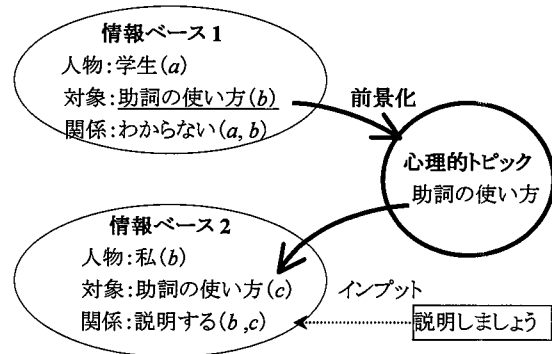 情報ベース1
人物:学生(a)
対象:助詞の使い方(b)
関係:わからない(a, b)
前景化
心理的トピック
助詞の使い方
情報ベース2
人物:私(b)
対象:助詞の使い方(c)
関係:説明する(b ,c)
インプット
説明しましょう